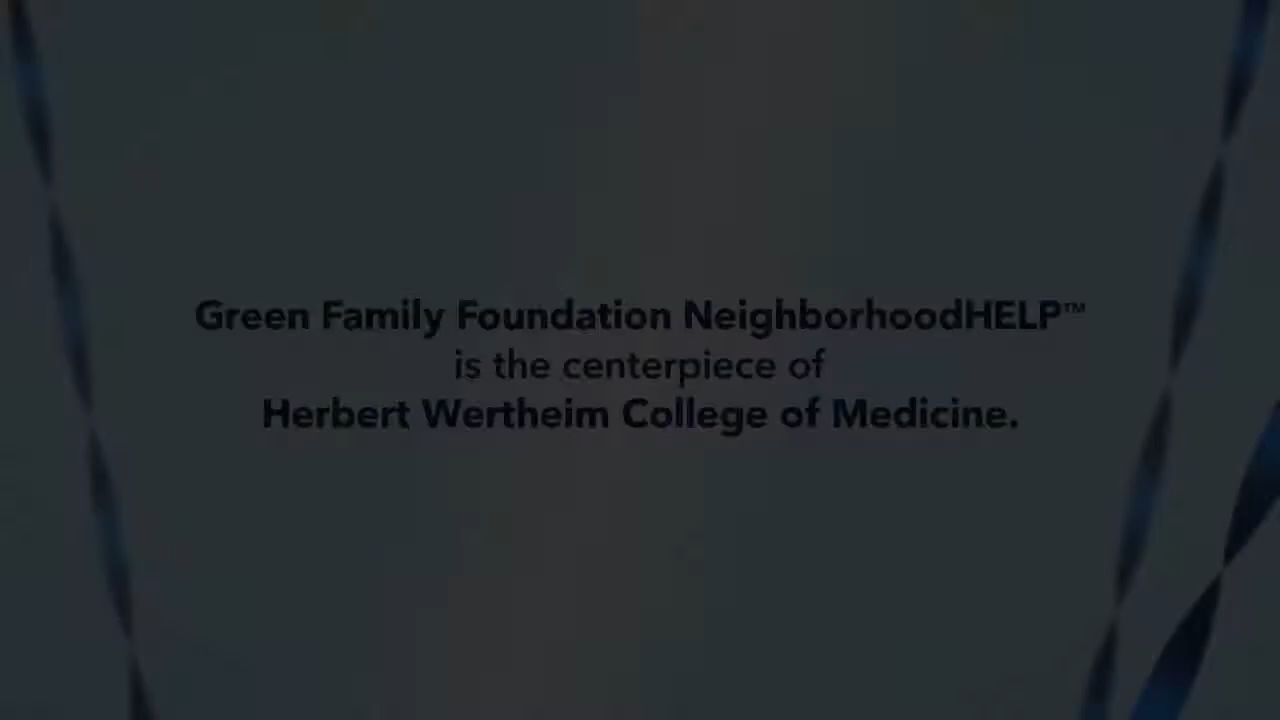 Green Family Foundation NeighborhoodHELP™
is the centerpiece of
Herbert Wertheim College of Medicine.